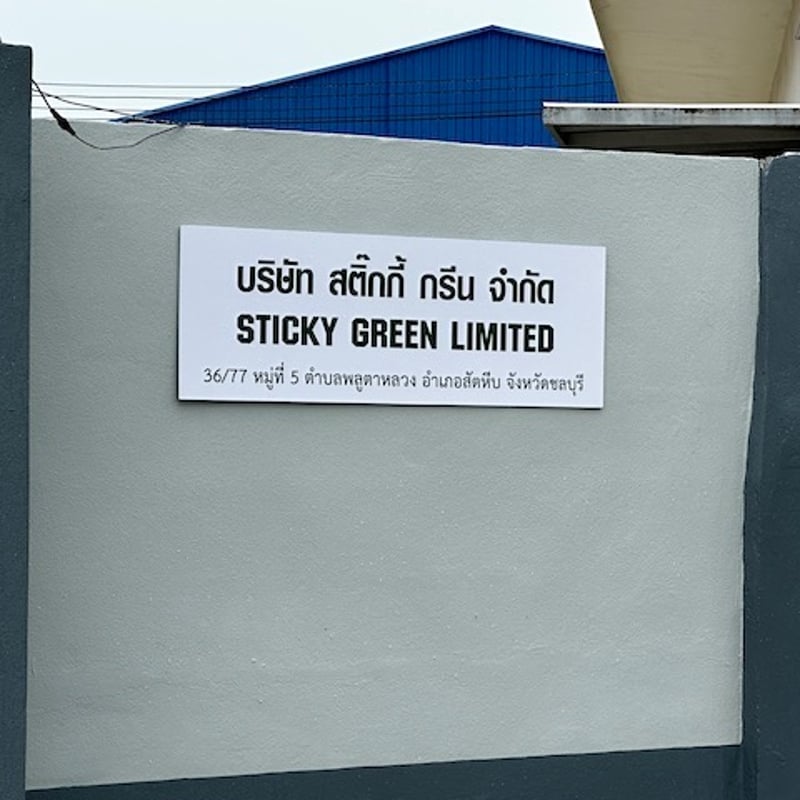 บริษัท สติ๊กกี้ กรีน จำกัด
STICKY GREEN LIMITED
36/77 หมู่ที่ 5 ตำบลพลูตาหลวง อำเภอสัตหีบ จังหวัดชลบุรี